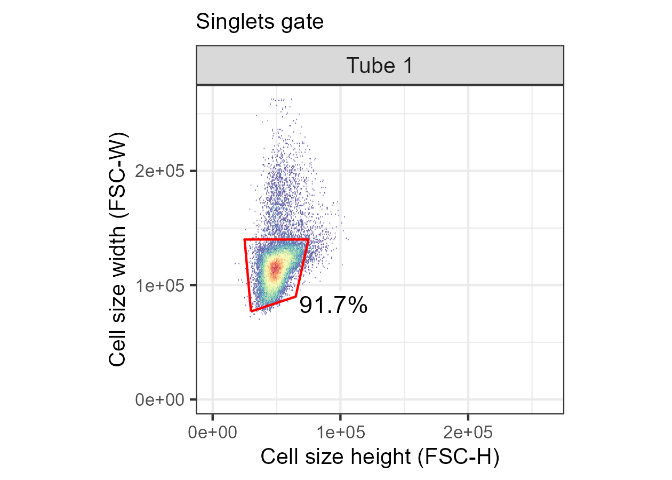 Singlets gate
Tube 1
Cell size width (FSC-W)
2e+05
1e+05
0e+00
91.7%
0e+00 1e+05 2e+05
Cell size height (FSC-H)